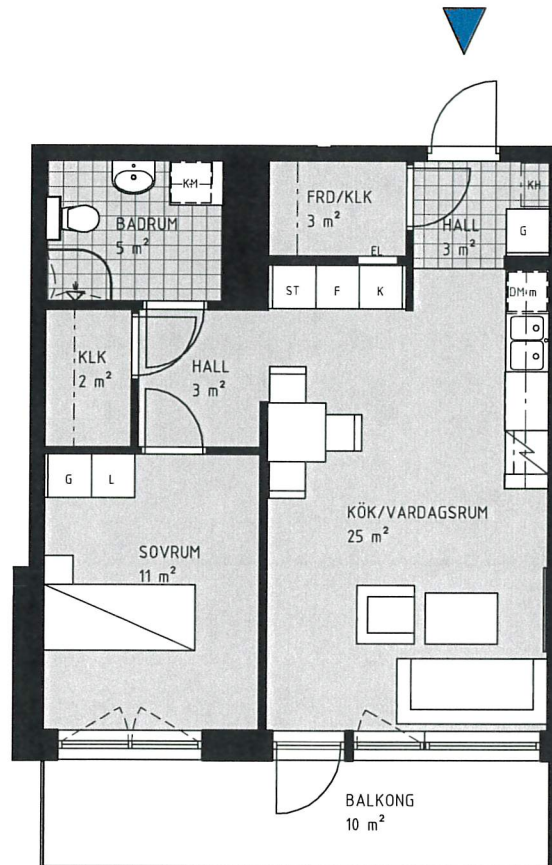 KM
BADRUM
5 m²
FRD/KLK
3 m²
KH
HALL
3 m²
G
EL
ST F K
DM m
KLK
2 m²
HALL
3 m²
G L
KÖK/VARDAGSRUM
25 m²
SOVRUM
11 m²
BALKONG
10 m²